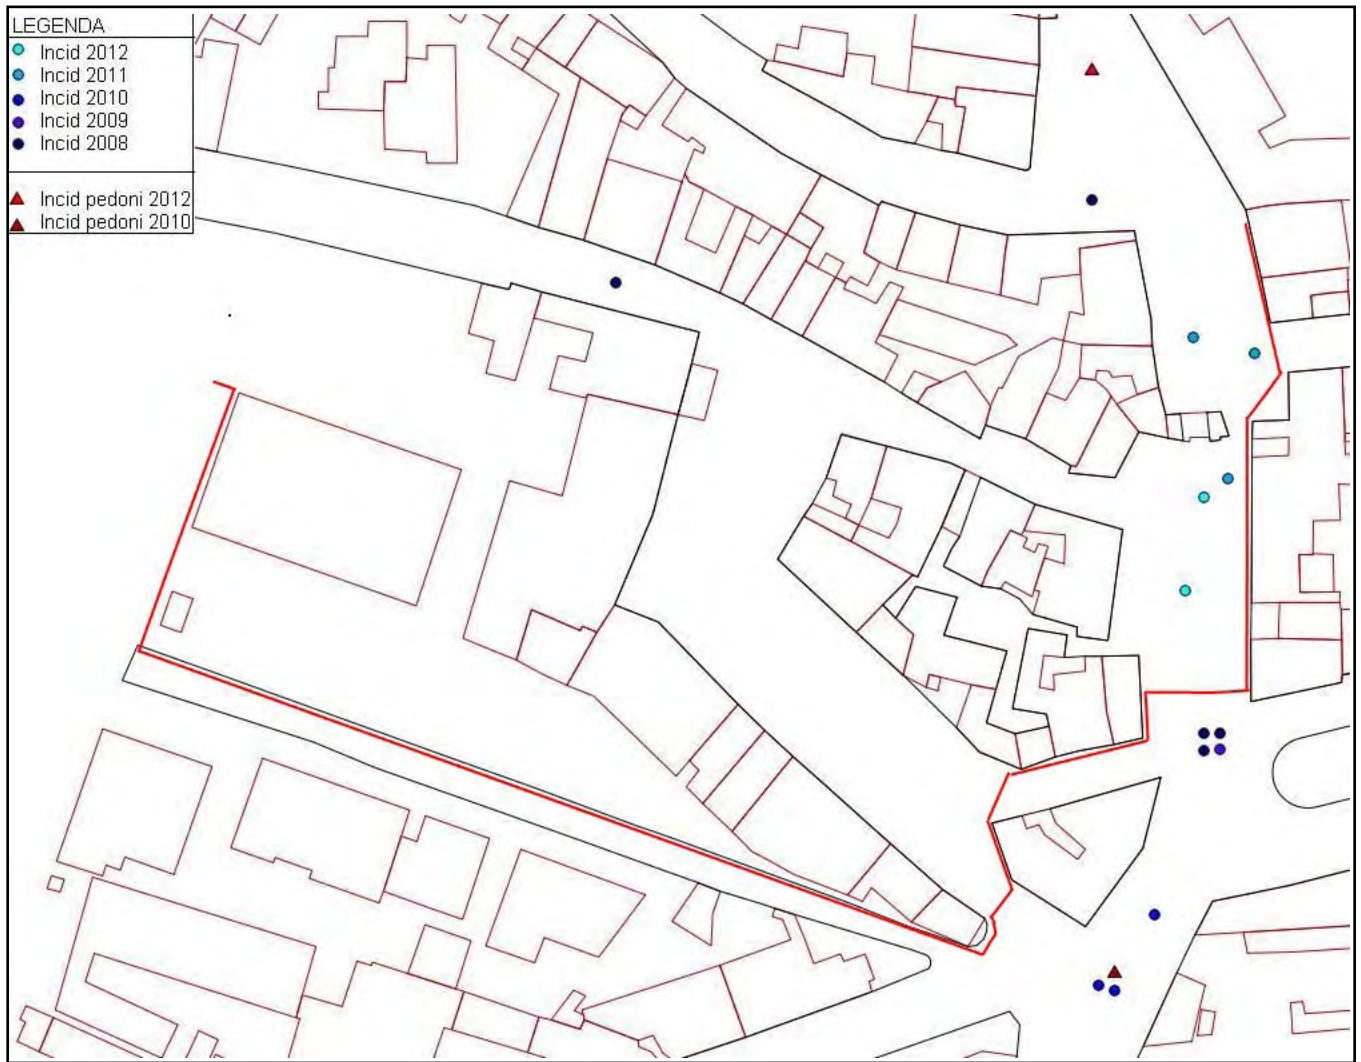 LEGENDA
Incid 2012
Incid 2011
Incid 2010
Incid 2009
Incid 2008
Incid pedoni 2012
Incid pedoni 2010